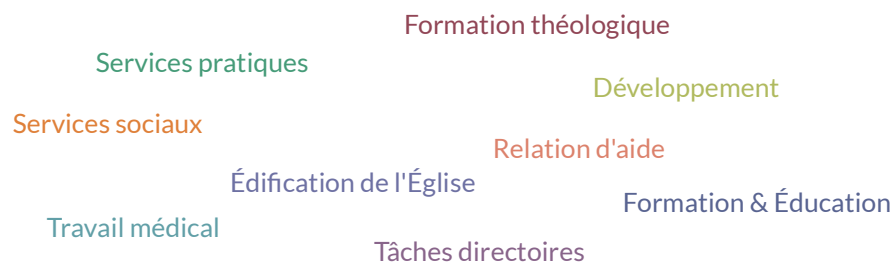 Formation théologique
Services pratiques
Développement
Services sociaux
Relation d'aide
Édification de l'Église
Formation & Éducation
Travail médical
Tâches directoires